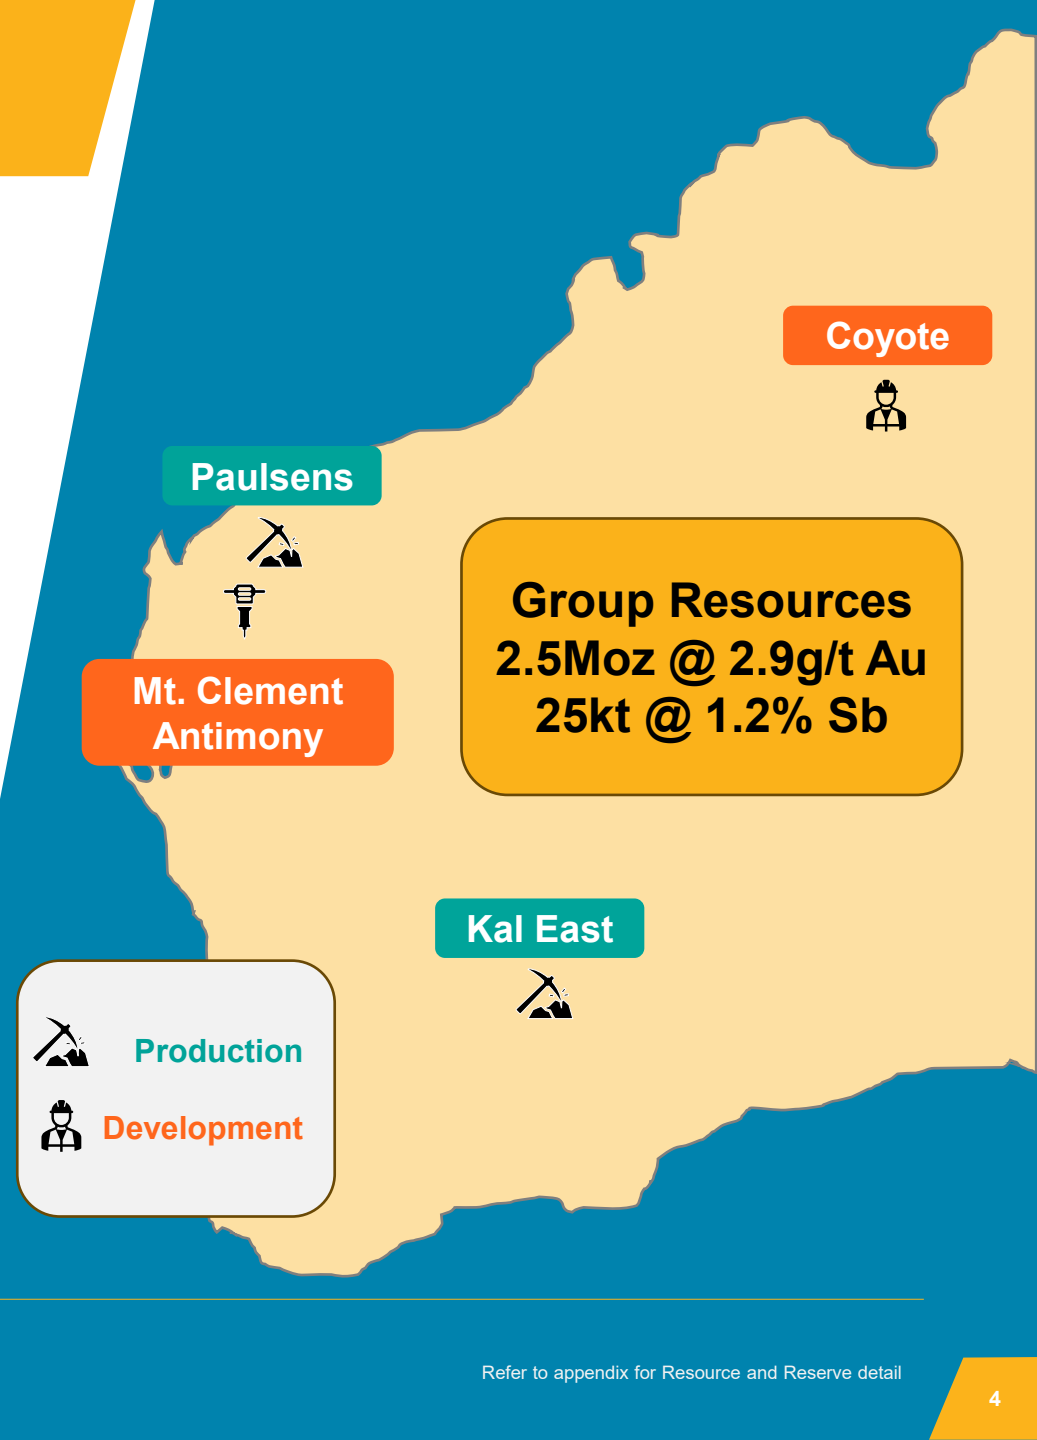 Coyote
Paulsens
Group Resources
2.5Moz @ 2.9g/t Au
25kt @ 1.2% Sb
Mt. Clement
Antimony
Kal East
Production
Development
Refer to appendix for Resource and Reserve detail
4